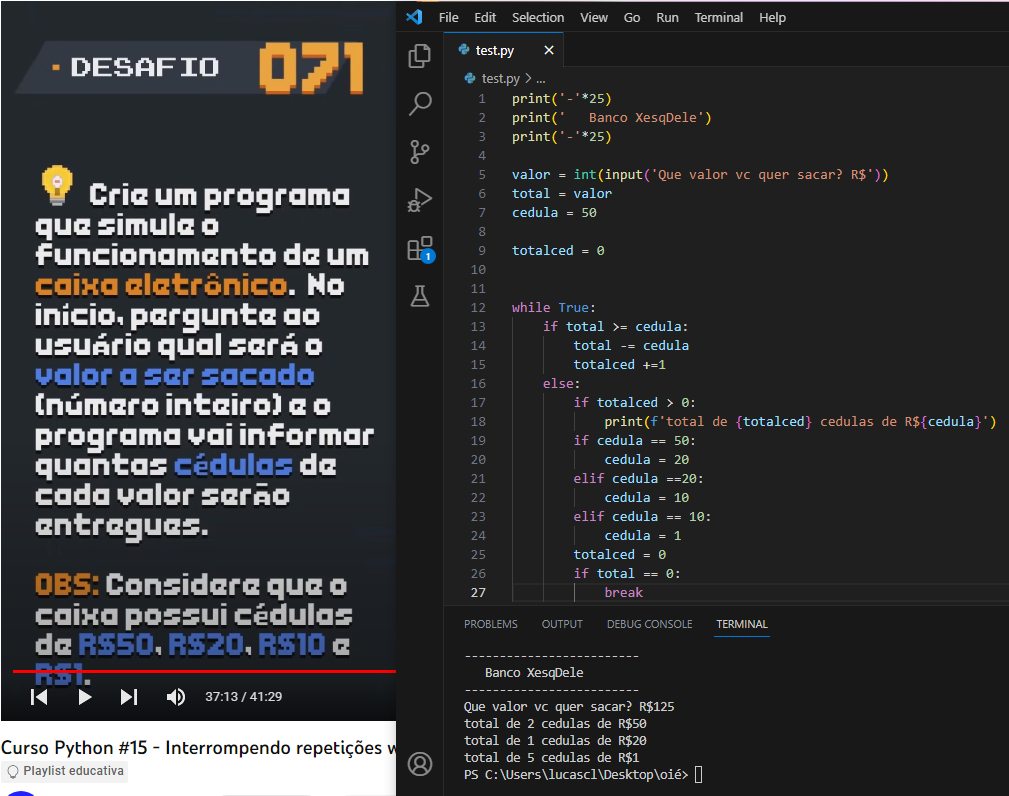 DESAFIO 071
Crie um programa
que simule o
funcionamento de um
caixa eletrônico. No
início, pergunte ao
usuário qual será o
valor a ser sacado
(número inteiro) e o
programa vai informar
quantas cédulas de
cada valor serão
entregues.
OBS: Considere que o
caixa possui cédulas
de R$50, R$20, R$10 e
R$1.
37:13 / 41:29
Curso Python #15 - Interrompendo repetições w
Playlist educativa
File Edit Selection View Go Run Terminal Help
test.py
test.py > ...
1
1 print('-'*25)
2 print('   Banco XesqDele')
3 print('-'*25)
4
5 valor = int(input('Que valor vc quer sacar? R$'))
6 total = valor
7 cedula = 50
8
9 totalced = 0
10
11
12 while True:
13     if total >= cedula:
14         total -= cedula
15         totalced +=1
16     else:
17         if totalced > 0:
18             print(f'total de {totalced} cedulas de R${cedula}')
19         if cedula == 50:
20             cedula = 20
21         elif cedula ==20:
22             cedula = 10
23         elif cedula == 10:
24             cedula = 1
25         totalced = 0
26         if total == 0:
27             break
PROBLEMS OUTPUT DEBUG CONSOLE TERMINAL
-------------------------
   Banco XesqDele
-------------------------
Que valor vc quer sacar? R$125
total de 2 cedulas de R$50
total de 1 cedulas de R$20
total de 5 cedulas de R$1
PS C:\Users\lucascl\Desktop\oié>